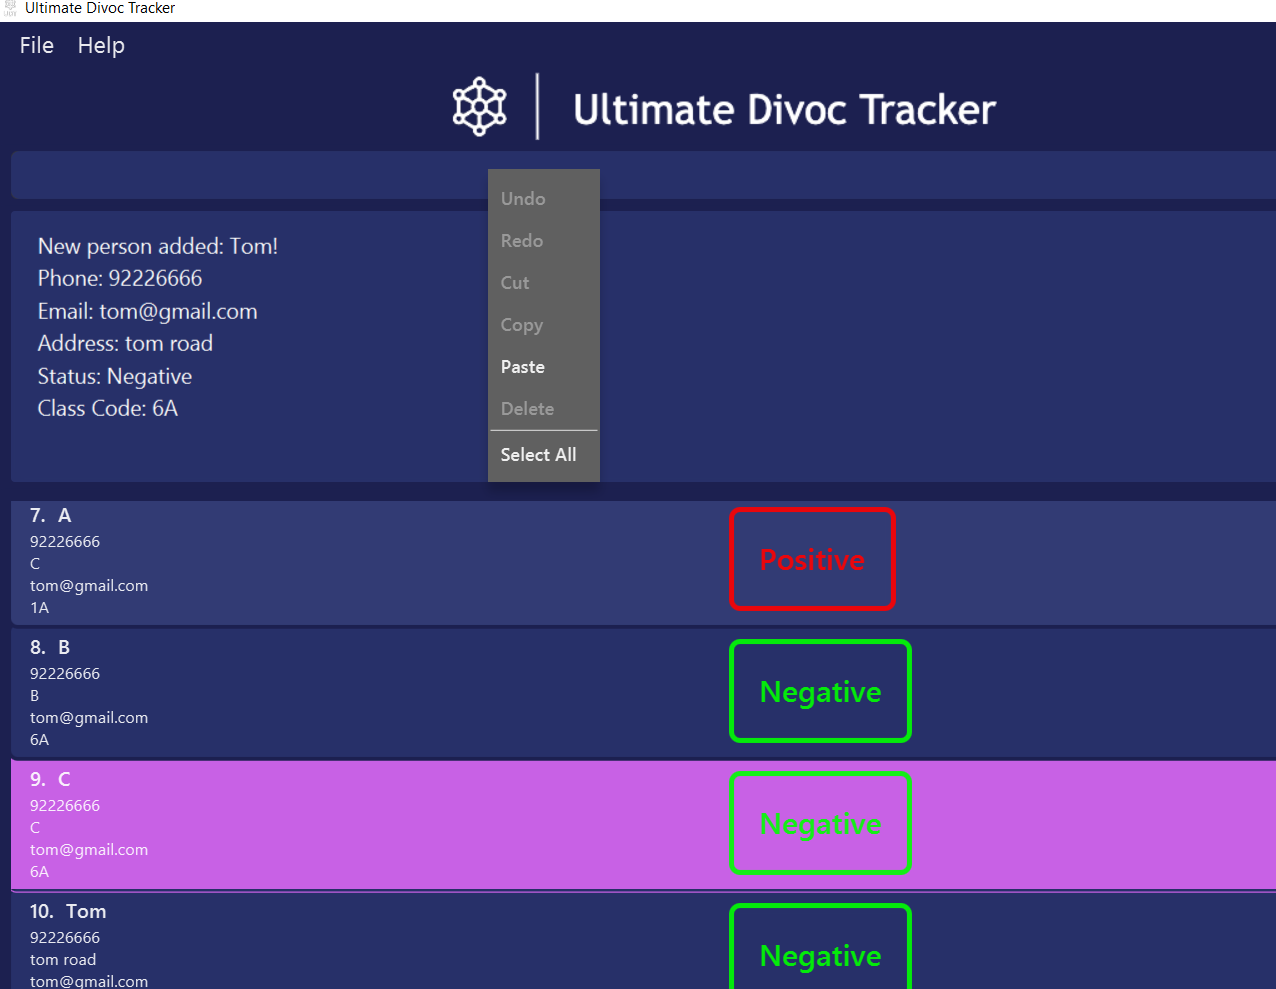 Ultimate Divoc Tracker
File Help
Ultimate Divoc Tracker
Undo
Redo
Cut
Copy
Paste
Delete
Select All
New person added: Tom!
Phone: 92226666
Email: tom@gmail.com
Address: tom road
Status: Negative
Class Code: 6A
7. A
92226666
C
tom@gmail.com
1A
Positive
8. B
92226666
B
tom@gmail.com
6A
Negative
9. C
92226666
C
tom@gmail.com
6A
Negative
10. Tom
92226666
tom road
tom@gmail.com
Negative